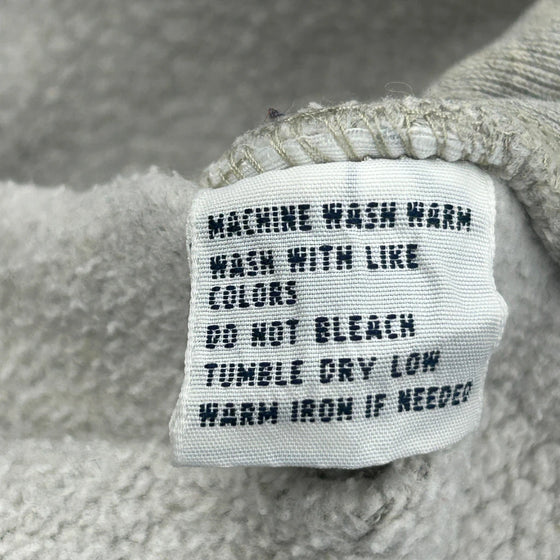 MACHINE WASH WARM
WASH WITH LIKE
COLORS
DO NOT BLEACH
TUMBLE DRY LOW
WARM IRON IF NEEDED